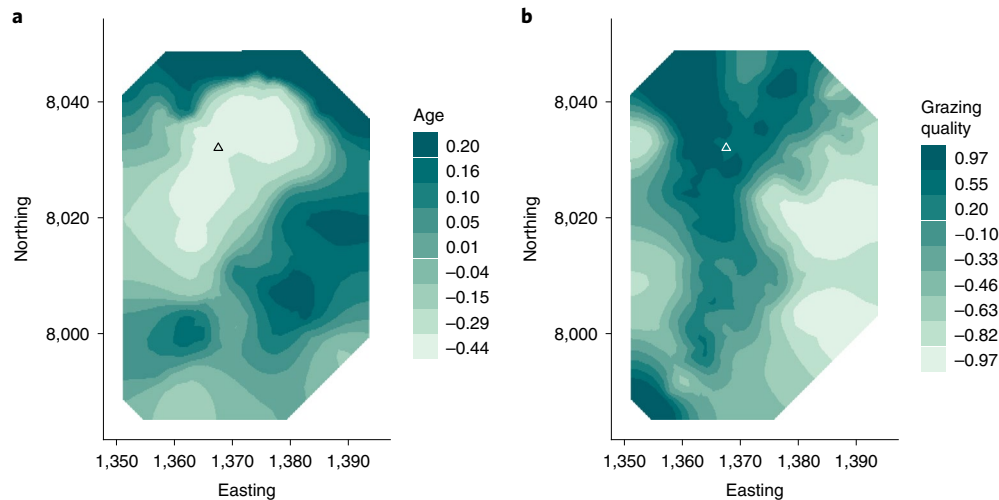 a
Northing
8,040
8,020
8,000
1,350 1,360 1,370 1,380 1,390
Easting
Age
0.20
0.16
0.10
0.05
0.01
–0.04
–0.15
–0.29
–0.44
b
Northing
8,040
8,020
8,000
1,350 1,360 1,370 1,380 1,390
Easting
Grazing
quality
0.97
0.55
0.20
–0.10
–0.33
–0.46
–0.63
–0.82
–0.97